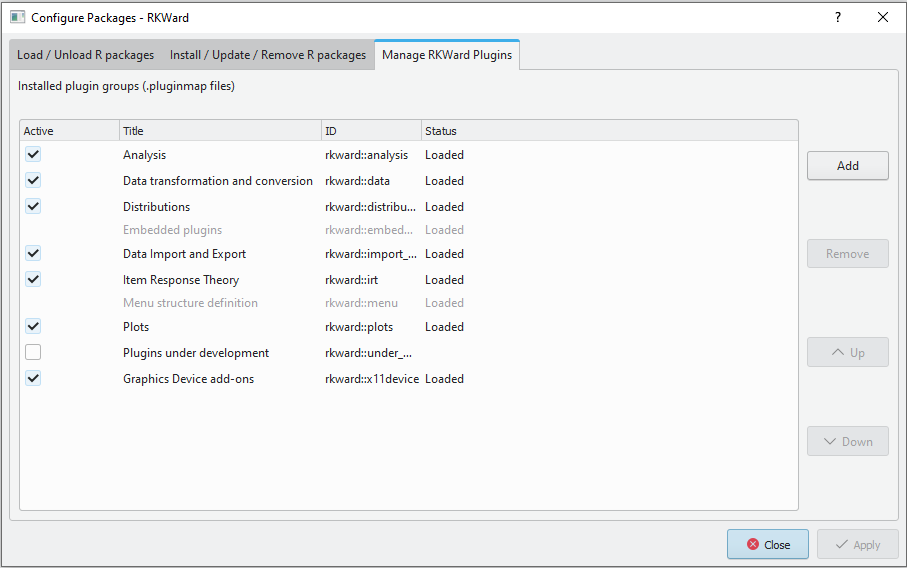 Configure Packages - RKWard ?
Load / Unload R packages Install / Update / Remove R packages Manage RKWard Plugins
Installed plugin groups (.pluginmap files)
Active Title ID Status
Analysis rkward::analysis Loaded
Data transformation and conversion rkward::data Loaded
Distributions rkward::distribu... Loaded
Embedded plugins rkward::embed... Loaded
Data Import and Export rkward::import_... Loaded
Item Response Theory rkward::irt Loaded
Menu structure definition rkward::menu Loaded
Plots rkward::plots Loaded
Plugins under development rkward::under_...
Graphics Device add-ons rkward::x11device Loaded
Add
Remove
Up
Down
Close Apply